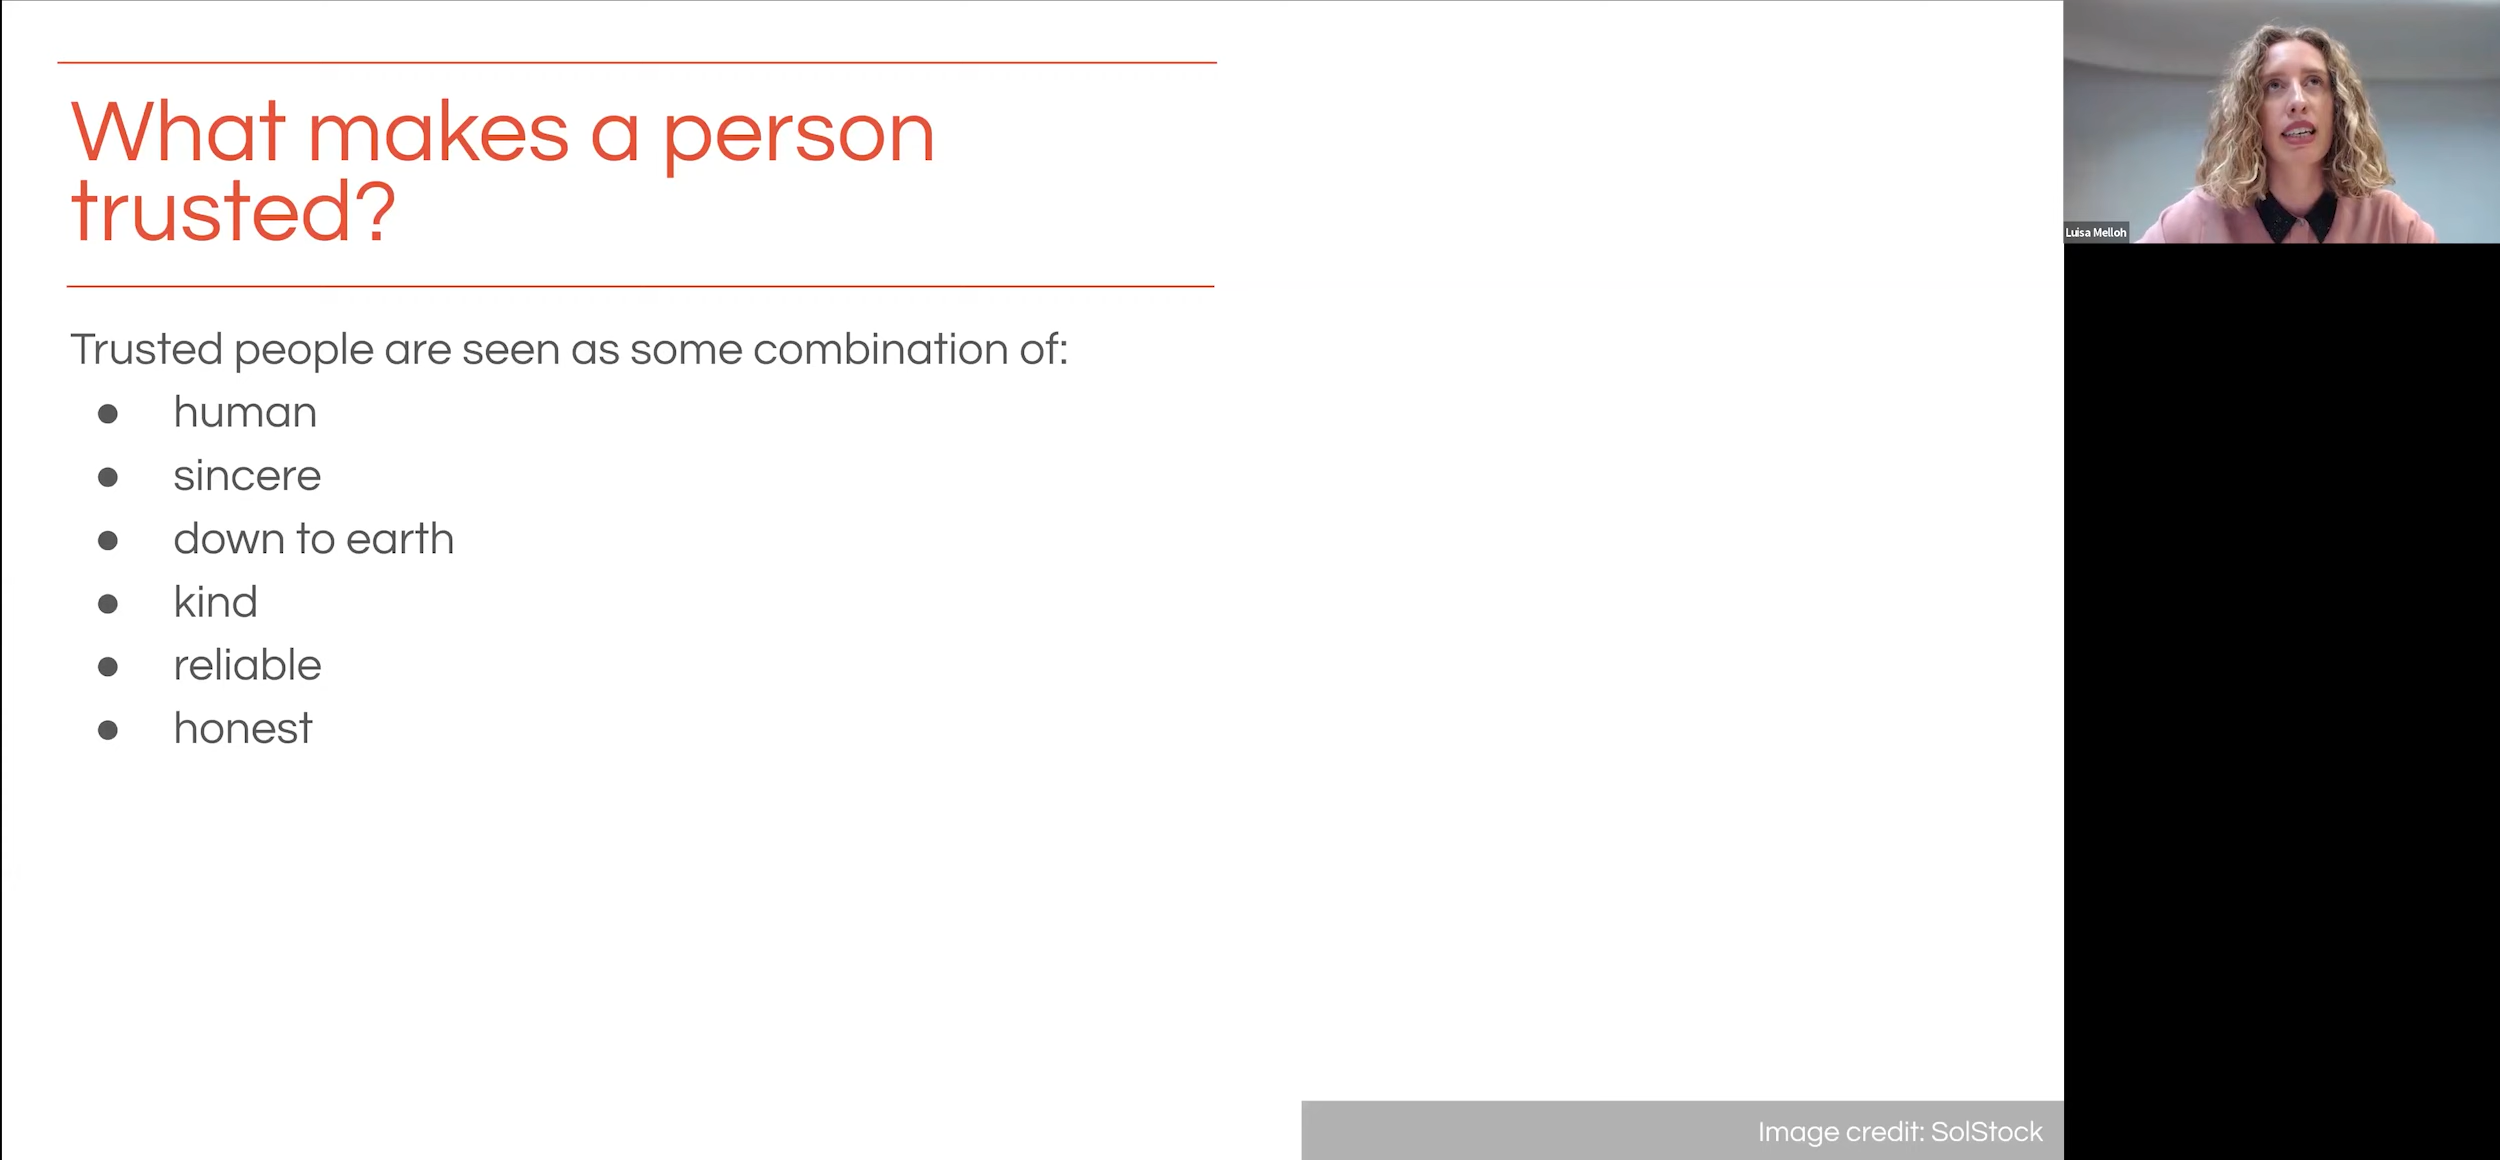 What makes a person
trusted?
Trusted people are seen as some combination of:
● human
● sincere
● down to earth
● kind
● reliable
● honest
Image credit: SolStock
Luisa Melloh